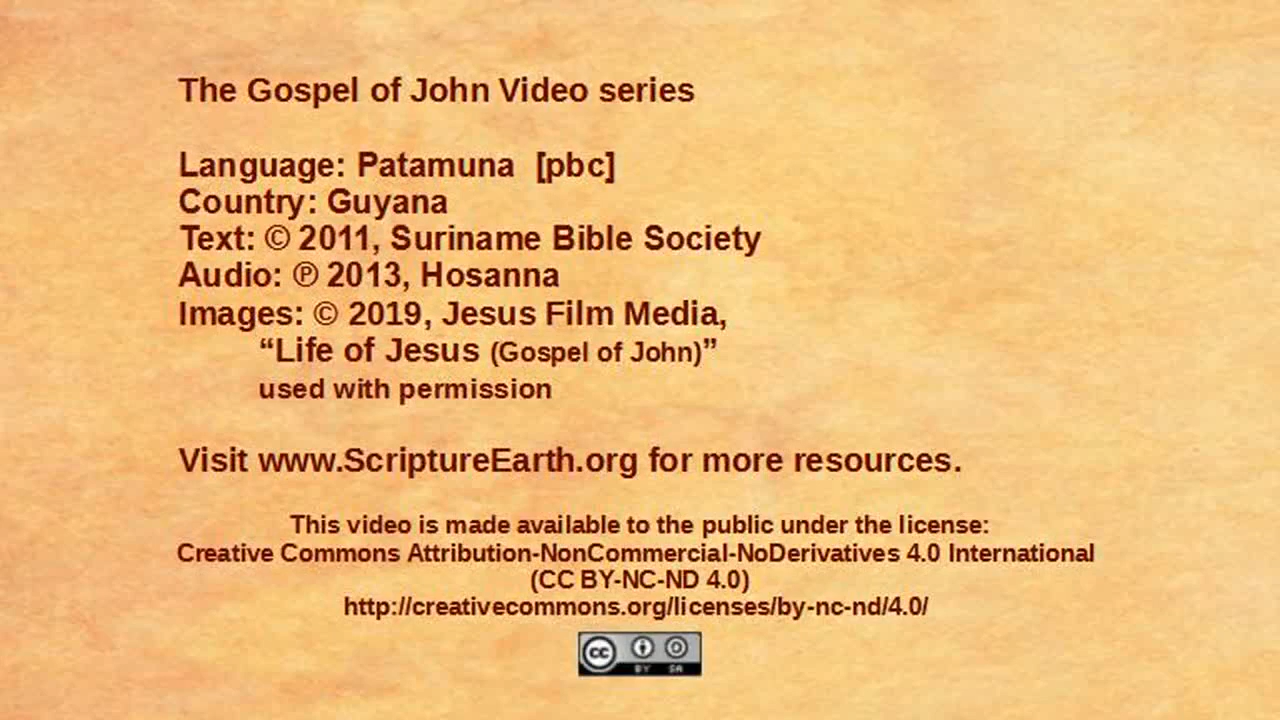 The Gospel of John Video series
Language: Patamuna [pbc]
Country: Guyana
Text: © 2011, Suriname Bible Society
Audio: ℗ 2013, Hosanna
Images: © 2019, Jesus Film Media,
“Life of Jesus (Gospel of John)”
used with permission
Visit www.ScriptureEarth.org for more resources.
This video is made available to the public under the license:
Creative Commons Attribution-NonCommercial-NoDerivatives 4.0 International
(CC BY-NC-ND 4.0)
http://creativecommons.org/licenses/by-nc-nd/4.0/
cc
BY SA